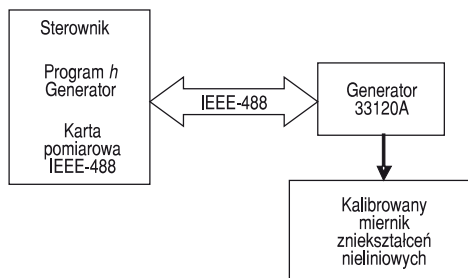 Sterownik
Program h
Generator
Karta
pomiarowa
IEEE-488
IEEE-488
Generator
33120A
Kalibrowany
miernik
zniekształceń
nieliniowych